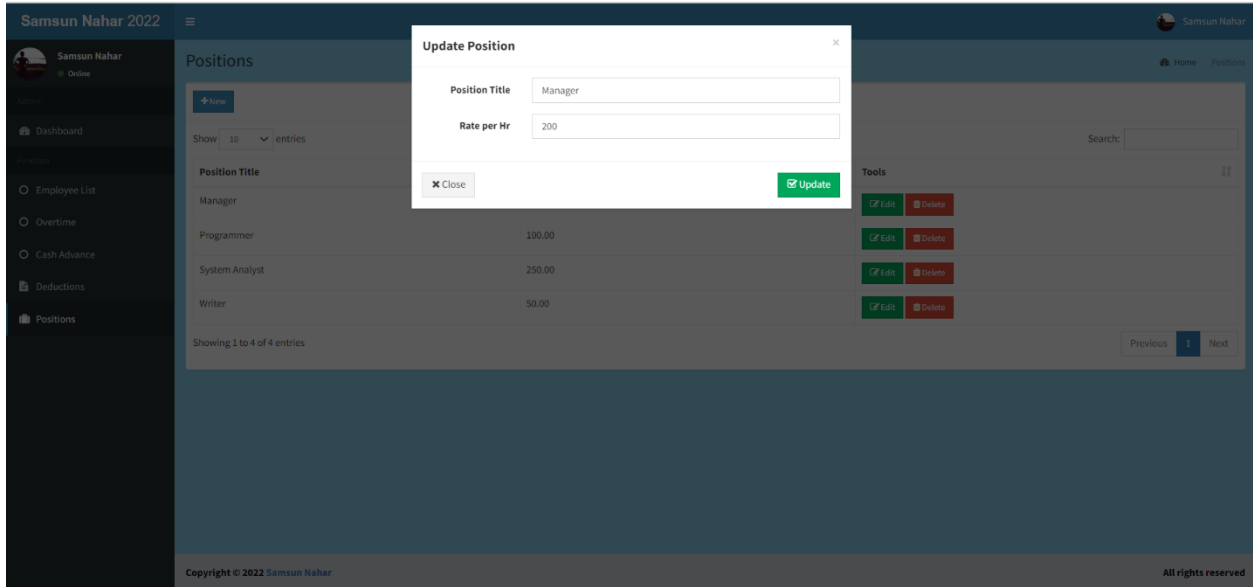 Samsun Nahar 2022
Samsun Nahar
Samsun Nahar
Online
Update Position
×
Positions
Home Positions
Position Title Manager
Rate per Hr 200
Close
Update
+New
Dashboard
Show 10 entries
Search:
Position Title
Tools
Employee List
Manager
Edit Delete
Overtime
Programmer 100.00 Edit Delete
Cash Advance
System Analyst 250.00 Edit Delete
Deductions
Writer 50.00 Edit Delete
Positions
Showing 1 to 4 of 4 entries
Previous 1 Next
Copyright © 2022 Samsun Nahar
All rights reserved